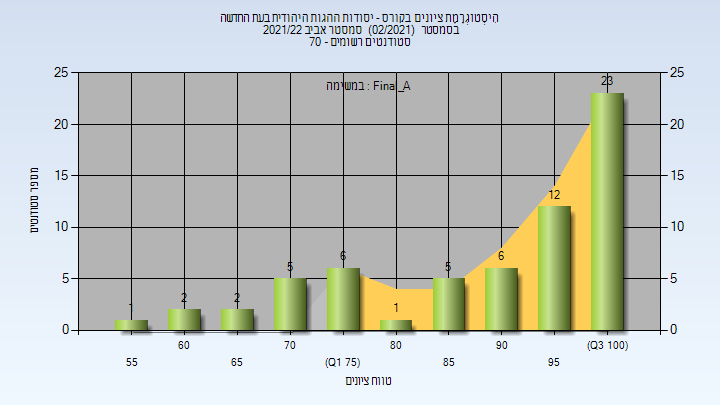 היסטוגרמת ציונים בקורס - יסודות ההגות היהודית בעת החדשה
בסמסטר (02/2021) סמסטר אביב 2021/22
סטודנטים רשומים - 70
במשימה : Final_A
25 25
20 20
15 15
10 10
5 5
0 0
1 2 2 5 6 1 5 6 12 23
מספר סטודנטים
60 70 80 90 (Q3 100)
55 65 (Q1 75) 85 95
טווח ציונים